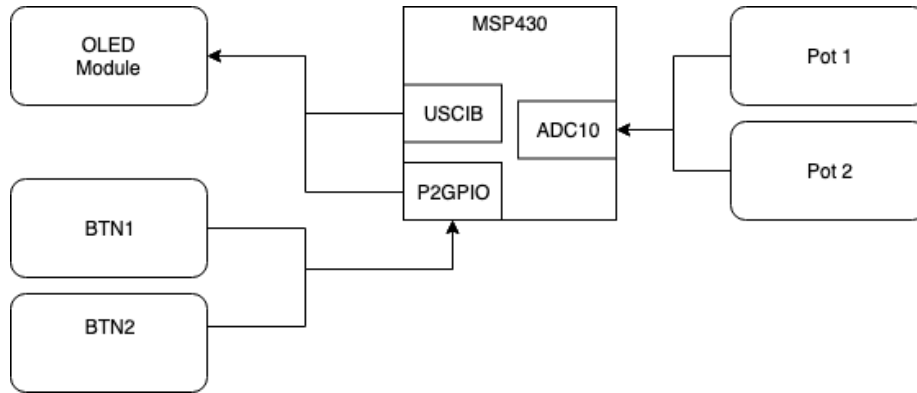 OLED
Module
MSP430
Pot 1
USCIB
ADC10
Pot 2
P2GPIO
BTN1
BTN2